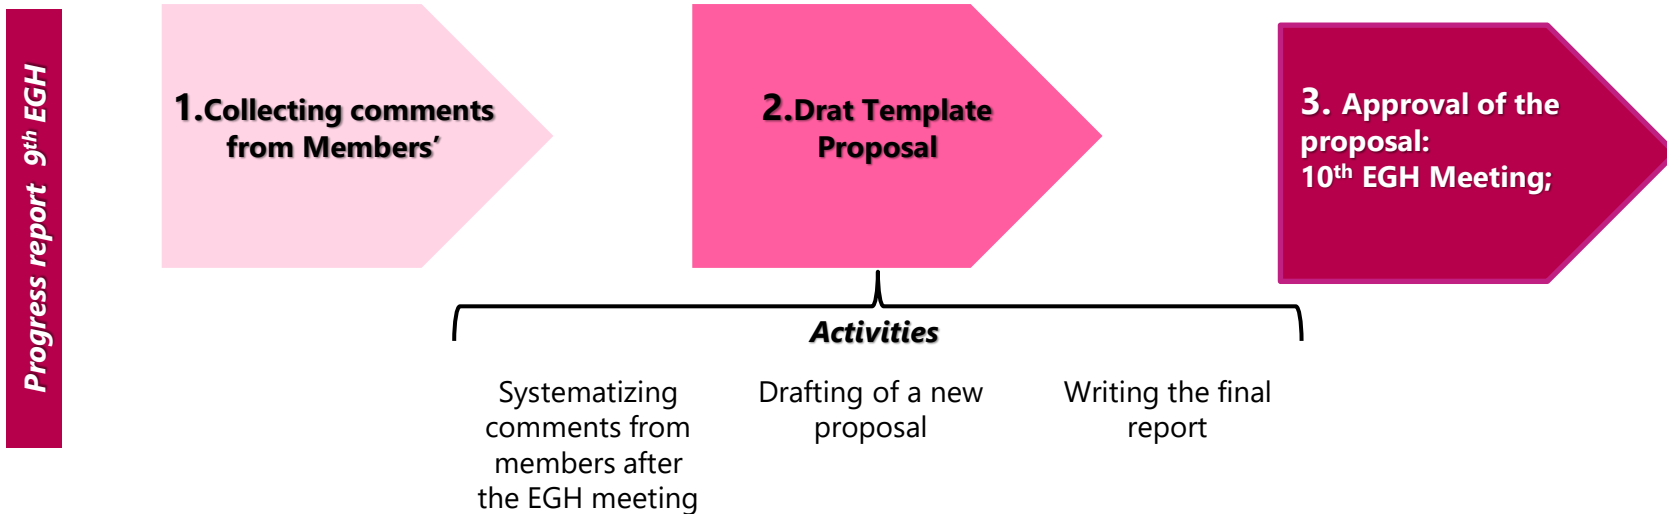 Progress report 9th EGH
1.Collecting comments
from Members’
2.Drat Template
Proposal
3. Approval of the
proposal:
10th EGH Meeting;
Activities
Systematizing
comments from
members after
the EGH meeting
Drafting of a new
proposal
Writing the final
report